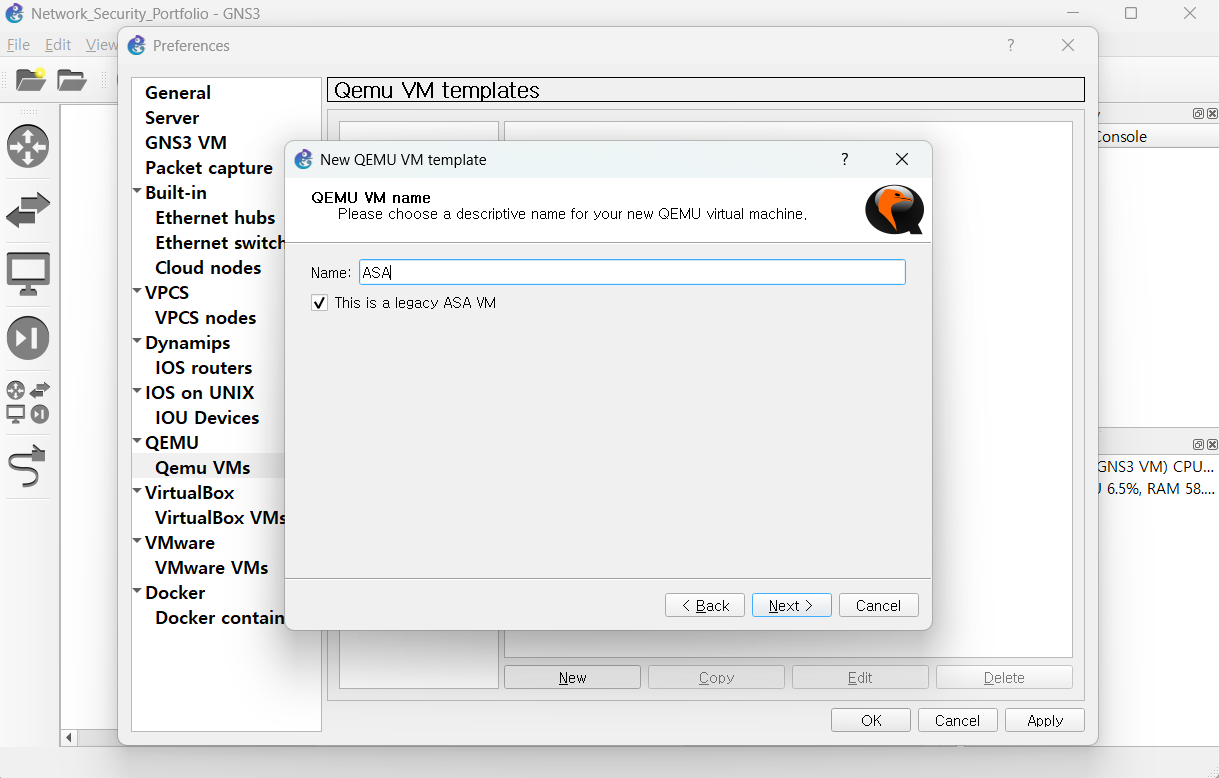 Network_Security_Portfolio - GNS3
File Edit View
Preferences
?
General
Server
GNS3 VM
Packet capture
Built-in
Ethernet hubs
Ethernet switch
Cloud nodes
VPCS
VPCS nodes
Dynamips
IOS routers
IOS on UNIX
IOU Devices
QEMU
Qemu VMs
VirtualBox
VirtualBox VMs
VMware
VMware VMs
Docker
Docker contain
Qemu VM templates
New QEMU VM template
?
QEMU VM name
Please choose a descriptive name for your new QEMU virtual machine.
Name: ASA
This is a legacy ASA VM
< Back Next > Cancel
New Copy Edit Delete
OK Cancel Apply
Console
GNS3 VM) CPU...
6.5%, RAM 58....